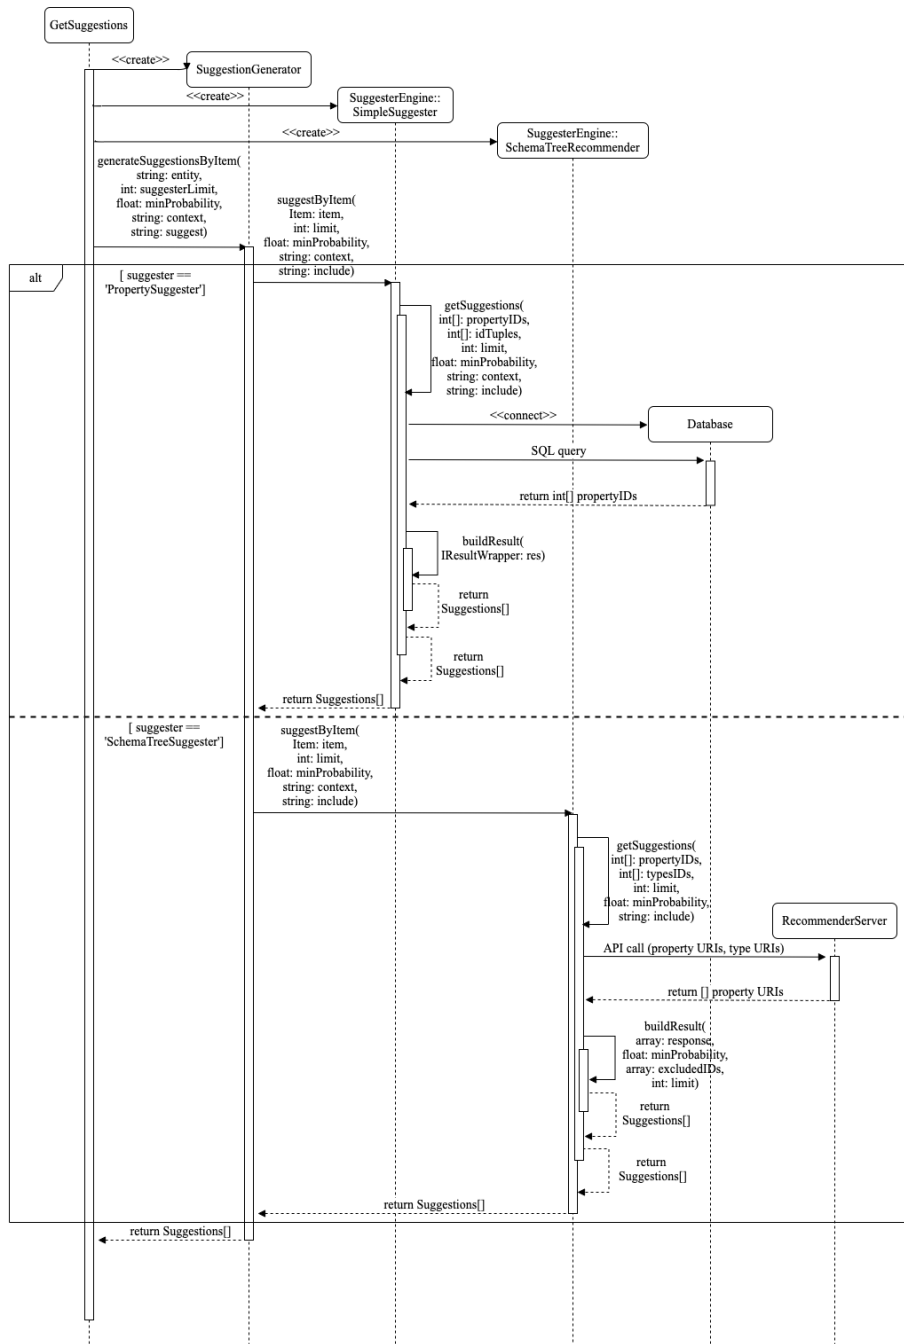 GetSuggestions
<<create>>
SuggestionGenerator
<<create>>
SuggesterEngine::
SimpleSuggester
<<create>>
SuggesterEngine::
SchemaTreeRecommender
generateSuggestionsByItem(
string: entity,
int: suggesterLimit,
float: minProbability,
string: context,
string: suggest)
suggestByItem(
Item: item,
int: limit,
float: minProbability,
string: context,
string: include)
alt
[ suggester ==
'PropertySuggester']
getSuggestions(
int[]: propertyIDs,
int[]: idTuples,
int: limit,
float: minProbability,
string: context,
string: include)
<<connect>>
Database
SQL query
return int[] propertyIDs
buildResult(
IResultWrapper: res)
return
Suggestions[]
return
Suggestions[]
return Suggestions[]
[ suggester ==
'SchemaTreeSuggester']
suggestByItem(
Item: item,
int: limit,
float: minProbability,
string: context,
string: include)
getSuggestions(
int[]: propertyIDs,
int[]: typesIDs,
int: limit,
float: minProbability,
string: include)
RecommenderServer
API call (property URIs, type URIs)
return [] property URIs
buildResult(
array: response,
float: minProbability,
array: excludedIDs,
int: limit)
return
Suggestions[]
return
Suggestions[]
return Suggestions[]
return Suggestions[]